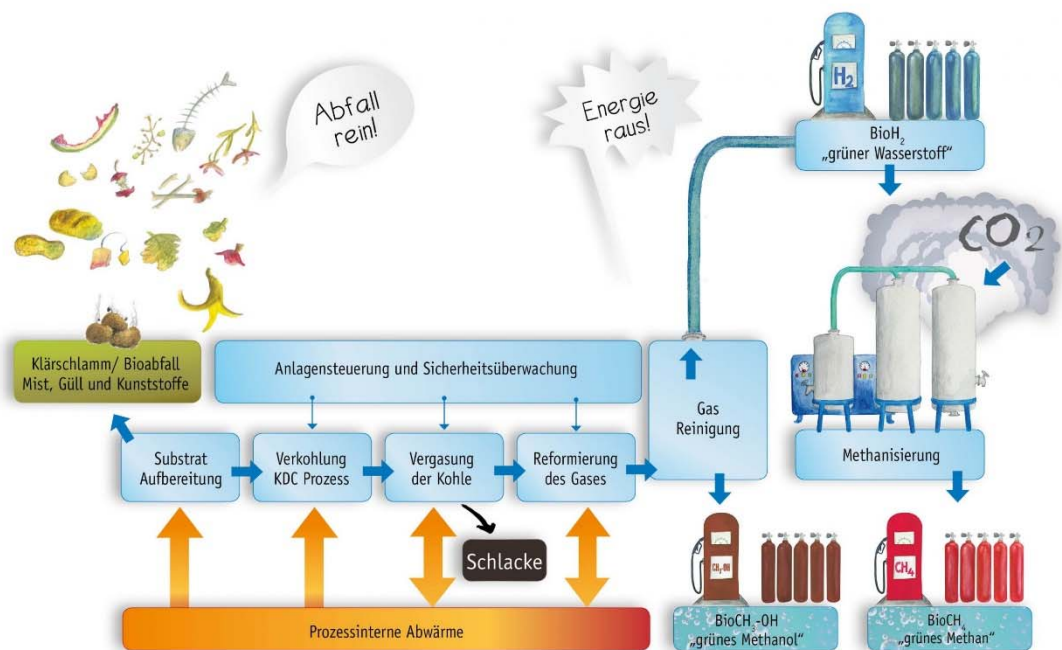 Abfall
rein!
Energie
raus!
H2
BioH2
„grüner Wasserstoff“
CO2
Klärschlamm/ Bioabfall
Mist, Güll und Kunststoffe
Anlagensteuerung und Sicherheitsüberwachung
Gas
Reinigung
Substrat
Aufbereitung
Verkohlung
KDC Prozess
Vergasung
der Kohle
Reformierung
des Gases
Methanisierung
Schlacke
CH3-OH
CH4
Prozessinterne Abwärme
BioCH3-OH
„grünes Methanol“
BioCH4
„grünes Methan“